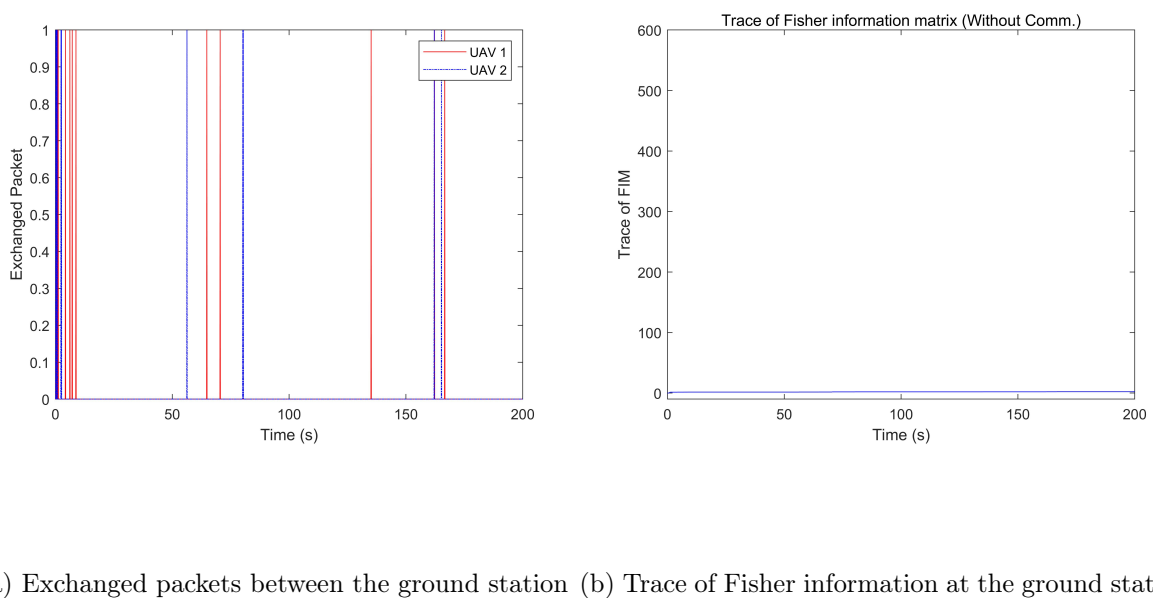 Trace of Fisher information matrix (Without Comm.)
1
0.9
0.8
0.7
0.6
0.5
0.4
0.3
0.2
0.1
0
Exchanged Packet
UAV 1
UAV 2
0 50 100 150 200
Time (s)
600
500
400
300
200
100
0
Trace of FIM
0 50 100 150 200
Time (s)
) Exchanged packets between the ground station (b) Trace of Fisher information at the ground stat